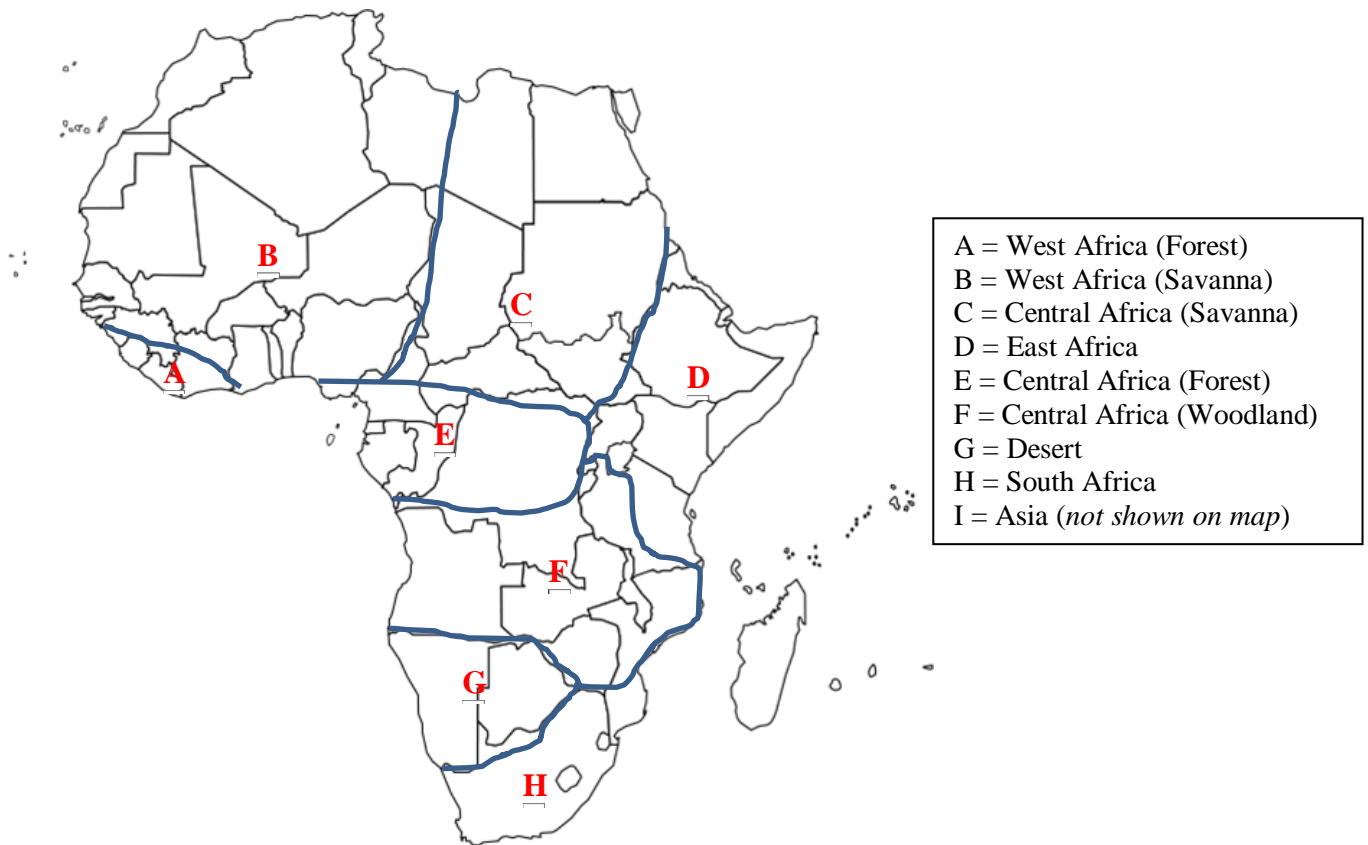 B
C
A
D
E
F
G
H
A = West Africa (Forest)
B = West Africa (Savanna)
C = Central Africa (Savanna)
D = East Africa
E = Central Africa (Forest)
F = Central Africa (Woodland)
G = Desert
H = South Africa
I = Asia (not shown on map)